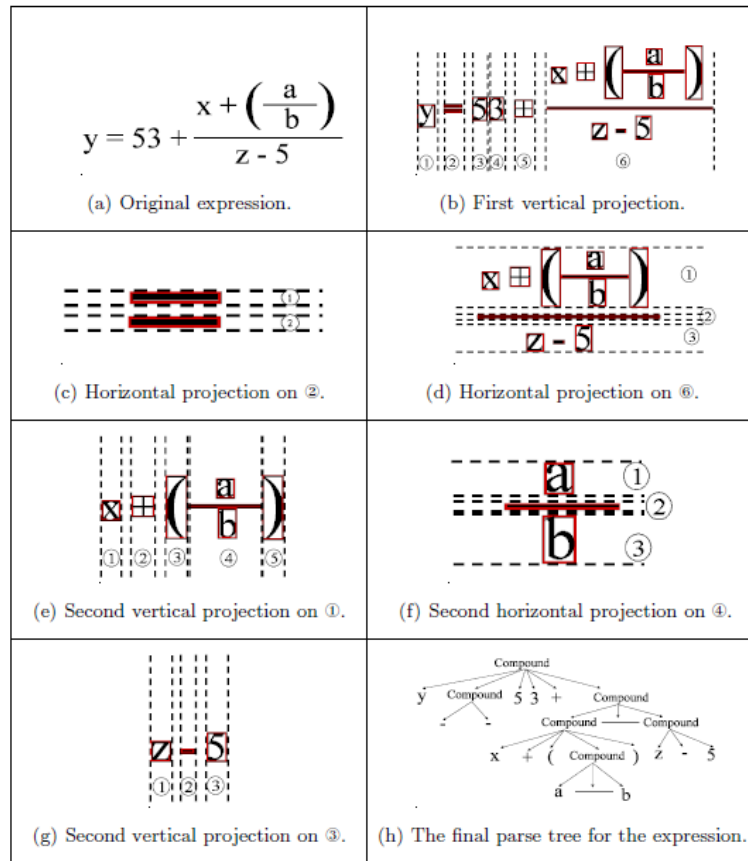 y = 53 + x + ( a / b ) / z - 5
(a) Original expression.
x + ( a / b )
y = 5 3 +
z - 5
① ② ③ ④ ⑤ ⑥
(b) First vertical projection.
①
②
(c) Horizontal projection on ②.
x + ( a / b ) ①
②
z - 5 ③
(d) Horizontal projection on ⑥.
x + ( a / b )
① ② ③ ④ ⑤
(e) Second vertical projection on ①.
a ①
②
b ③
(f) Second horizontal projection on ④.
z - 5
① ② ③
(g) Second vertical projection on ③.
Compound
y Compound 5 3 + Compound
- - Compound — Compound
x + ( Compound ) z - 5
a — b
(h) The final parse tree for the expression.